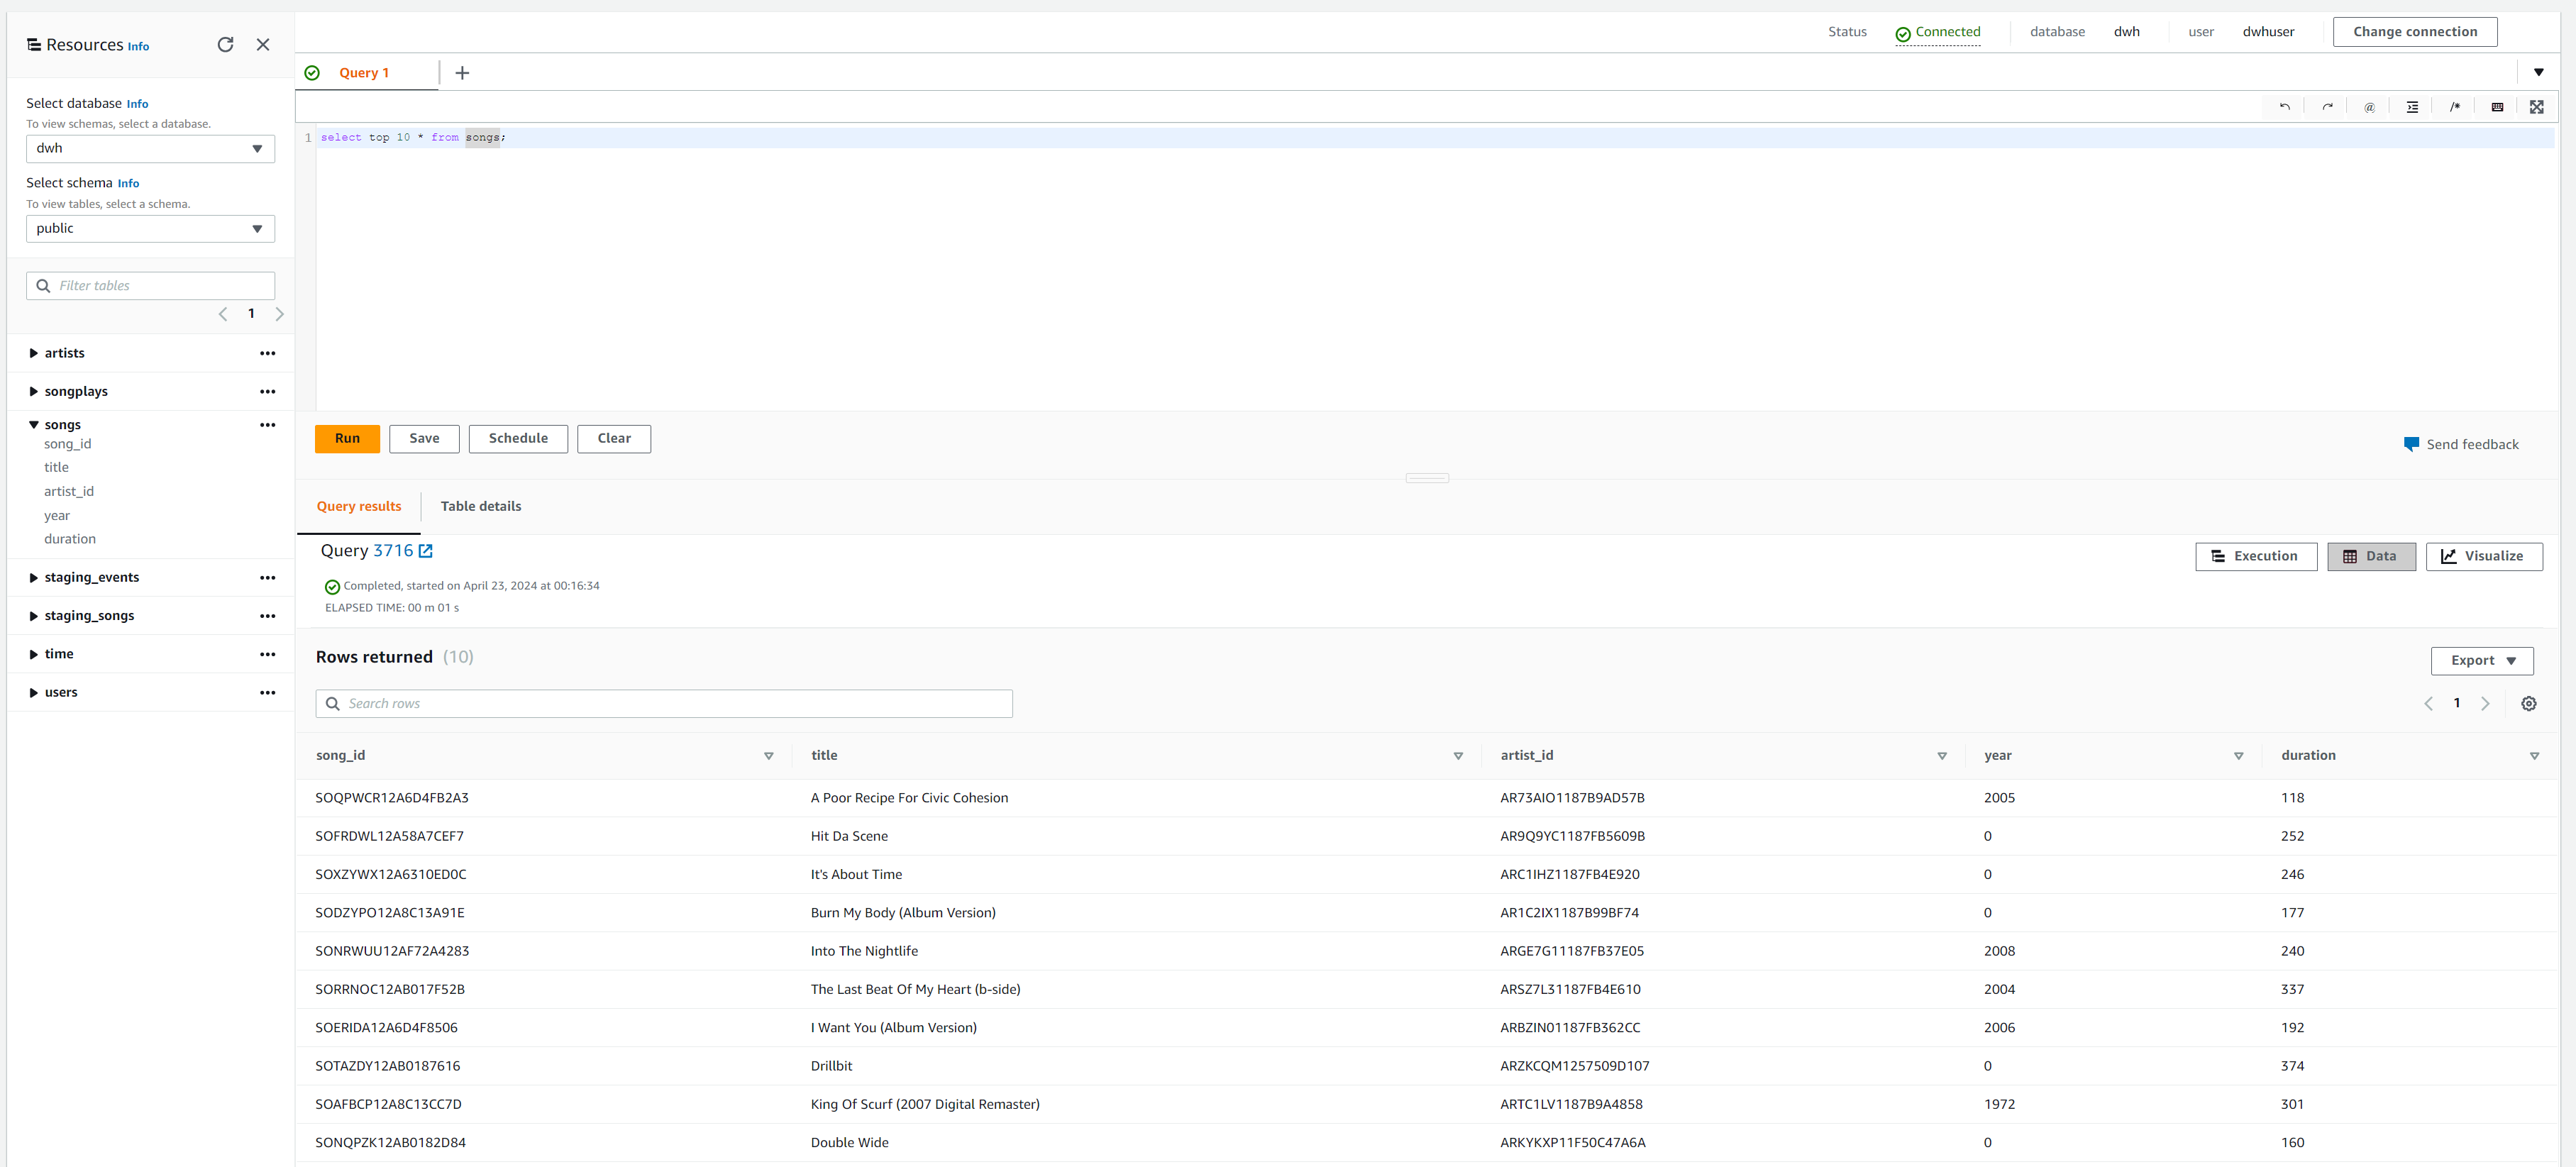 Resources Info
Status Connected database dwh user dwhuser Change connection
Query 1
Select database Info
To view schemas, select a database.
dwh
Select schema Info
To view tables, select a schema.
public
Filter tables
1
artists
songplays
songs
song_id
title
artist_id
year
duration
staging_events
staging_songs
time
users
@ /*
1 select top 10 * from songs;
Run Save Schedule Clear
Send feedback
Query results Table details
Query 3716
Execution Data Visualize
Completed, started on April 23, 2024 at 00:16:34
ELAPSED TIME: 00 m 01 s
Rows returned (10)
Export
Search rows
1
song_id title artist_id year duration
SOQPWCR12A6D4FB2A3 A Poor Recipe For Civic Cohesion AR73AIO1187B9AD57B 2005 118
SOFRDWL12A58A7CEF7 Hit Da Scene AR9Q9YC1187FB5609B 0 252
SOXZYWX12A6310ED0C It's About Time ARC1IHZ1187FB4E920 0 246
SODZYPO12A8C13A91E Burn My Body (Album Version) AR1C2IX1187B99BF74 0 177
SONRWUU12AF72A4283 Into The Nightlife ARGE7G11187FB37E05 2008 240
SORRNOC12AB017F52B The Last Beat Of My Heart (b-side) ARSZ7L31187FB4E610 2004 337
SOERIDA12A6D4F8506 I Want You (Album Version) ARBZIN01187FB362CC 2006 192
SOTAZDY12AB0187616 Drillbit ARZKCQM1257509D107 0 374
SOAFBCP12A8C13CC7D King Of Scurf (2007 Digital Remaster) ARTC1LV1187B9A4858 1972 301
SONQPZK12AB0182D84 Double Wide ARKYKXP11F50C47A6A 0 160